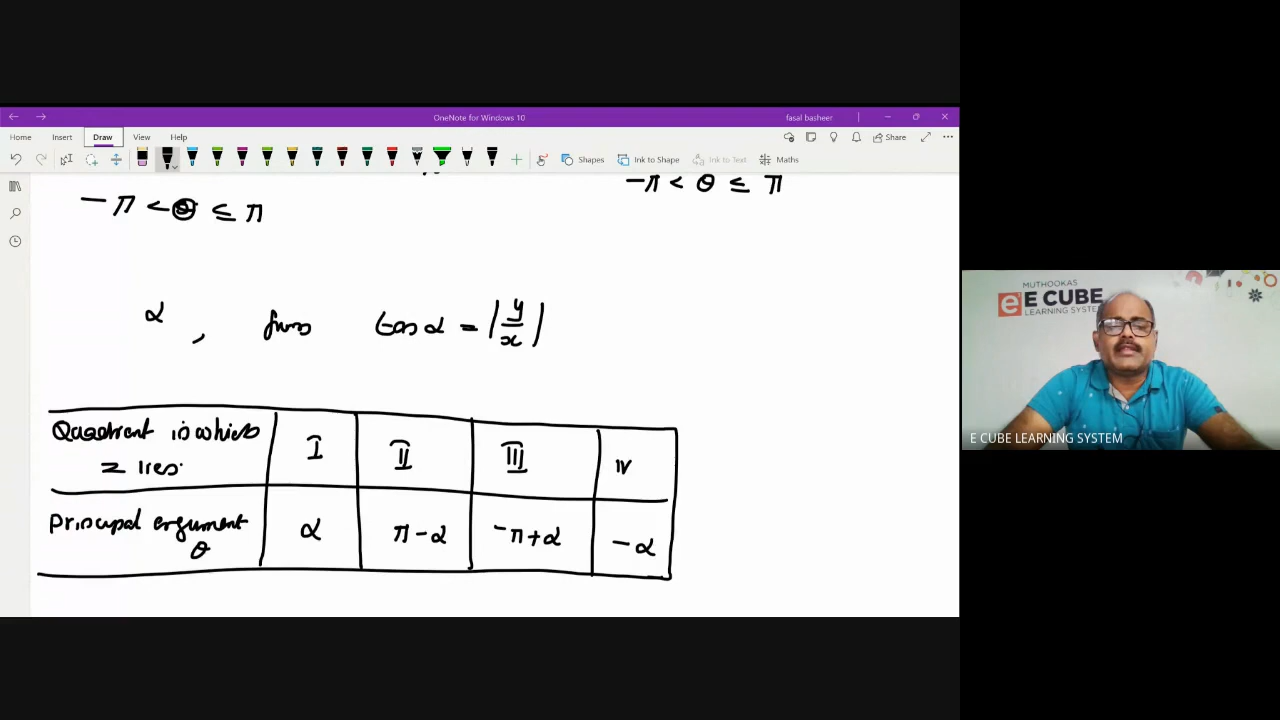 OneNote for Windows 10
fasal basheer
Home Insert Draw View Help
Share
Shapes
Ink to Shape
Ink to Text
Maths
-π < θ ≤ π
-π < θ ≤ π
α , from tan α = |y/x|
Quadrant in which z lies
I II III IV
Principal argument θ
α π-α -π+α -α
MUTHOOKAS
E CUBE
LEARNING SYSTEM
E CUBE LEARNING SYSTEM